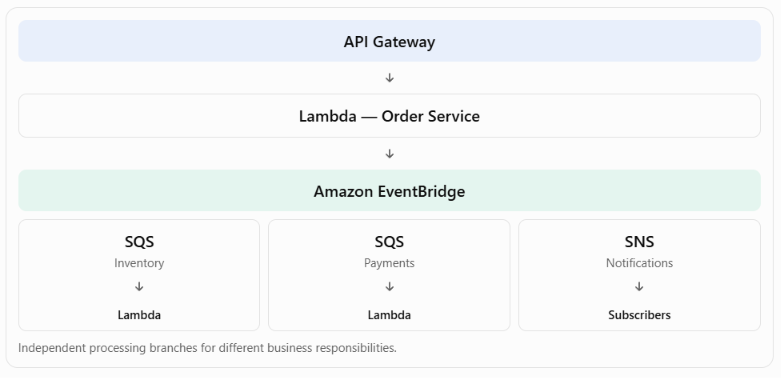 API Gateway
↓
Lambda — Order Service
↓
Amazon EventBridge
SQS
Inventory
↓
Lambda
SQS
Payments
↓
Lambda
SNS
Notifications
↓
Subscribers
Independent processing branches for different business responsibilities.